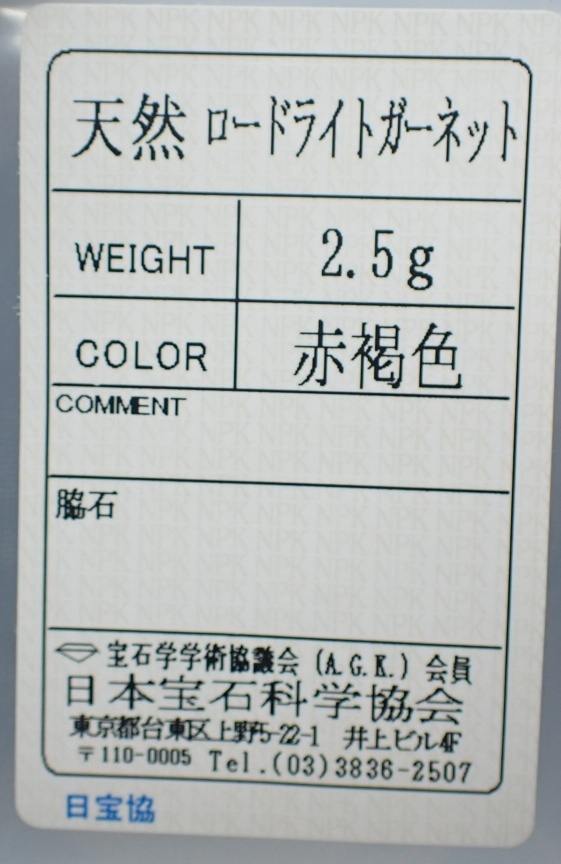 天然 ロードライトガーネット
WEIGHT 2.5g
COLOR 赤褐色
COMMENT
脇石
宝石学学術協議会 (A.G.K.) 会員
日本宝石科学協会
東京都台東区上野5-22-1 井上ビル4F
〒110-0005 Tel.(03)3836-2507
日宝協